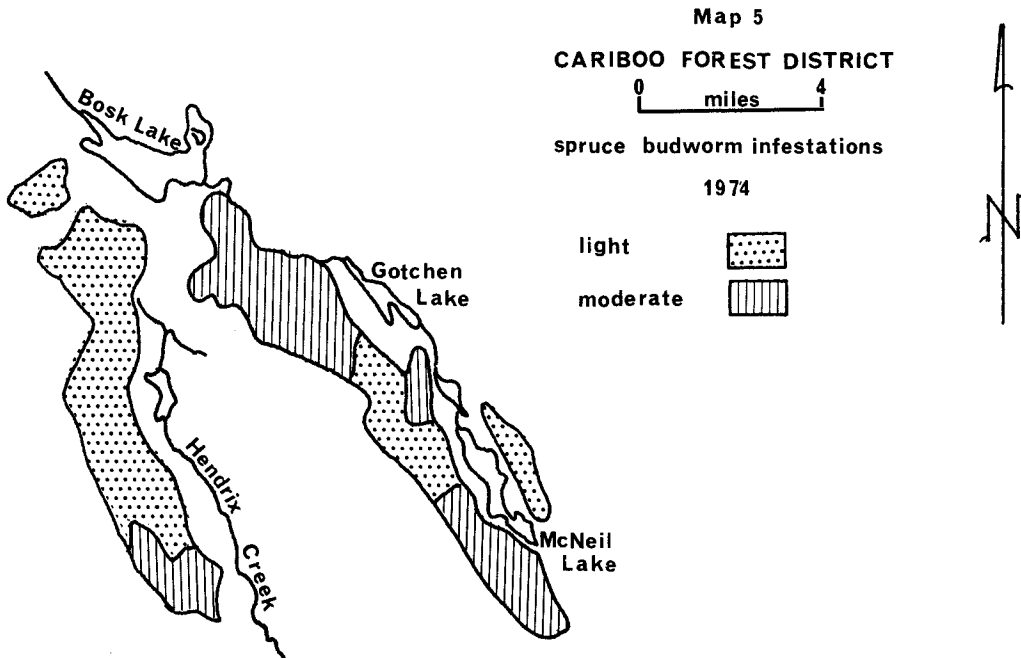 Map 5
CARIBOO FOREST DISTRICT
0 4
miles
spruce budworm infestations
1974
light
moderate
Bosk Lake
Gotchen
Lake
Hendrix
Creek
McNeil
Lake
N